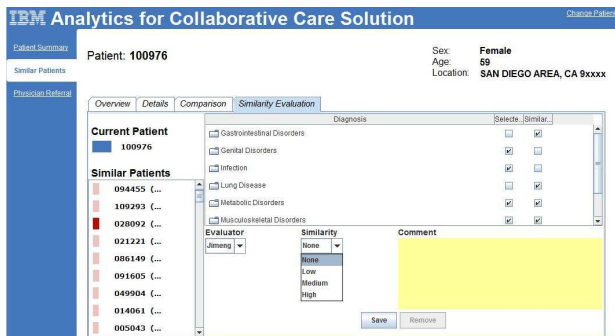 IBM Analytics for Collaborative Care Solution
Change Patient
Patient Summary
Similar Patients
Physician Referral
Patient: 100976
Sex: Female
Age: 59
Location: SAN DIEGO AREA, CA 9xxxx
Overview Details Comparison Similarity Evaluation
Current Patient
100976
Similar Patients
094455 (...
109293 (...
028092 (...
021221 (...
086149 (...
091605 (...
049904 (...
014061 (...
005043 (...
Diagnosis Selecte... Similar...
Gastrointestinal Disorders
Genital Disorders
Infection
Lung Disease
Metabolic Disorders
Musculoskeletal Disorders
Evaluator Similarity Comment
Jimeng None
None
Low
Medium
High
Save Remove